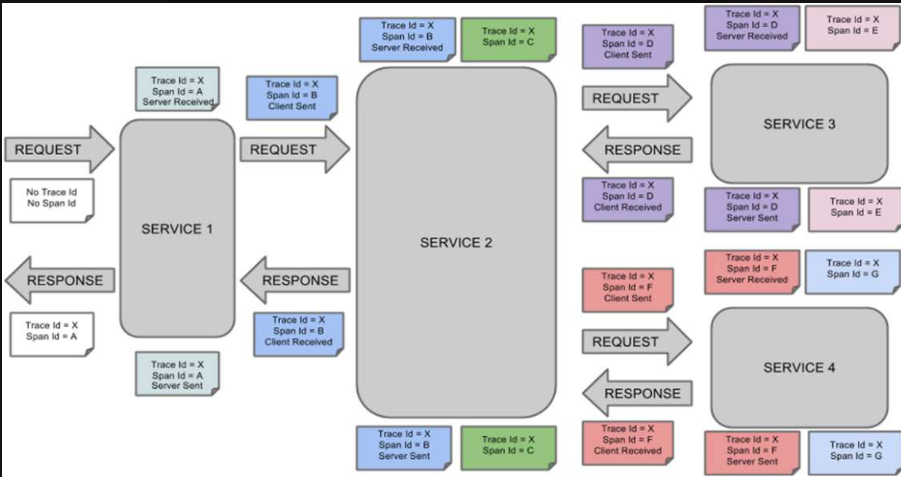 Trace Id = X
Span Id = B
Server Received
Trace Id = X
Span Id = C
Trace Id = X
Span Id = D
Client Sent
Trace Id = X
Span Id = D
Server Received
Trace Id = X
Span Id = E
Trace Id = X
Span Id = A
Server Received
Trace Id = X
Span Id = B
Client Sent
REQUEST
REQUEST
REQUEST
SERVICE 3
RESPONSE
No Trace Id
No Span Id
Trace Id = X
Span Id = D
Client Received
Trace Id = X
Span Id = D
Server Sent
Trace Id = X
Span Id = E
SERVICE 1
SERVICE 2
RESPONSE
RESPONSE
Trace Id = X
Span Id = F
Client Sent
Trace Id = X
Span Id = F
Server Received
Trace Id = X
Span Id = G
Trace Id = X
Span Id = A
Trace Id = X
Span Id = B
Client Received
REQUEST
SERVICE 4
RESPONSE
Trace Id = X
Span Id = A
Server Sent
Trace Id = X
Span Id = B
Server Sent
Trace Id = X
Span Id = C
Trace Id = X
Span Id = F
Client Received
Trace Id = X
Span Id = F
Server Sent
Trace Id = X
Span Id = G